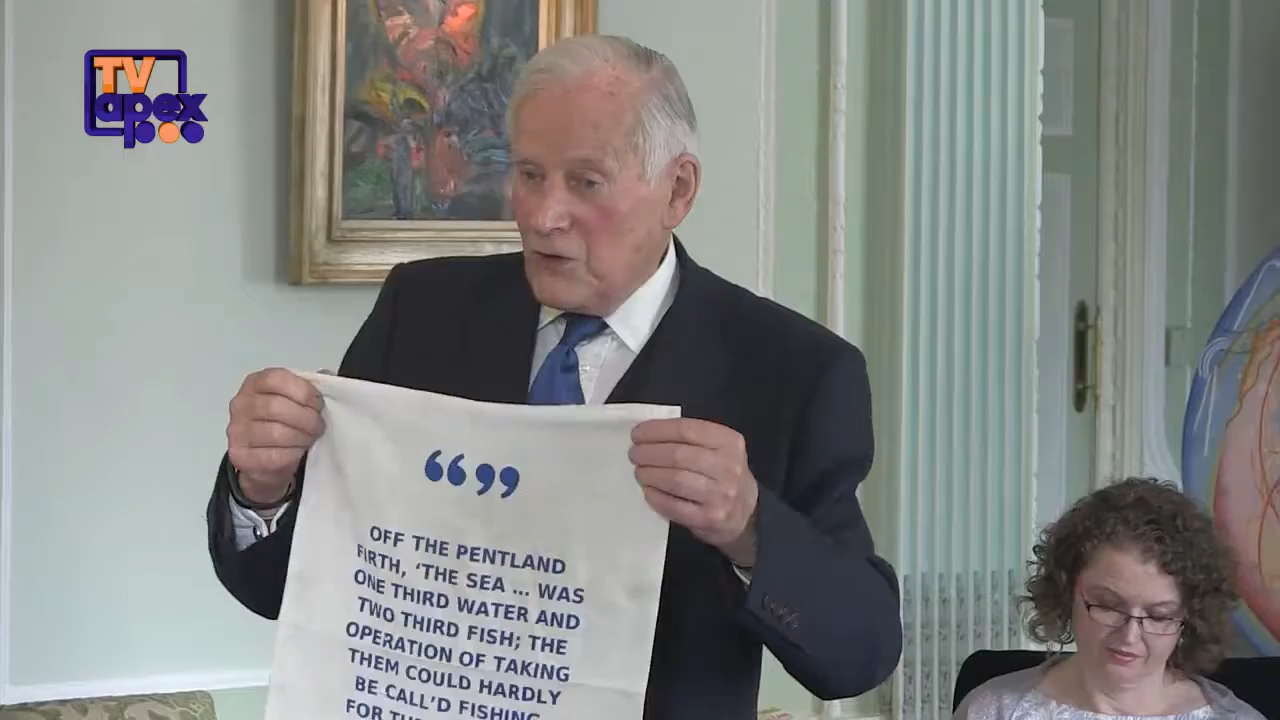 TV
apex
“”
OFF THE PENTLAND
FIRTH, ‘THE SEA ... WAS
ONE THIRD WATER AND
TWO THIRD FISH; THE
OPERATION OF TAKING
THEM COULD HARDLY
BE CALL’D FISHING,
FOR